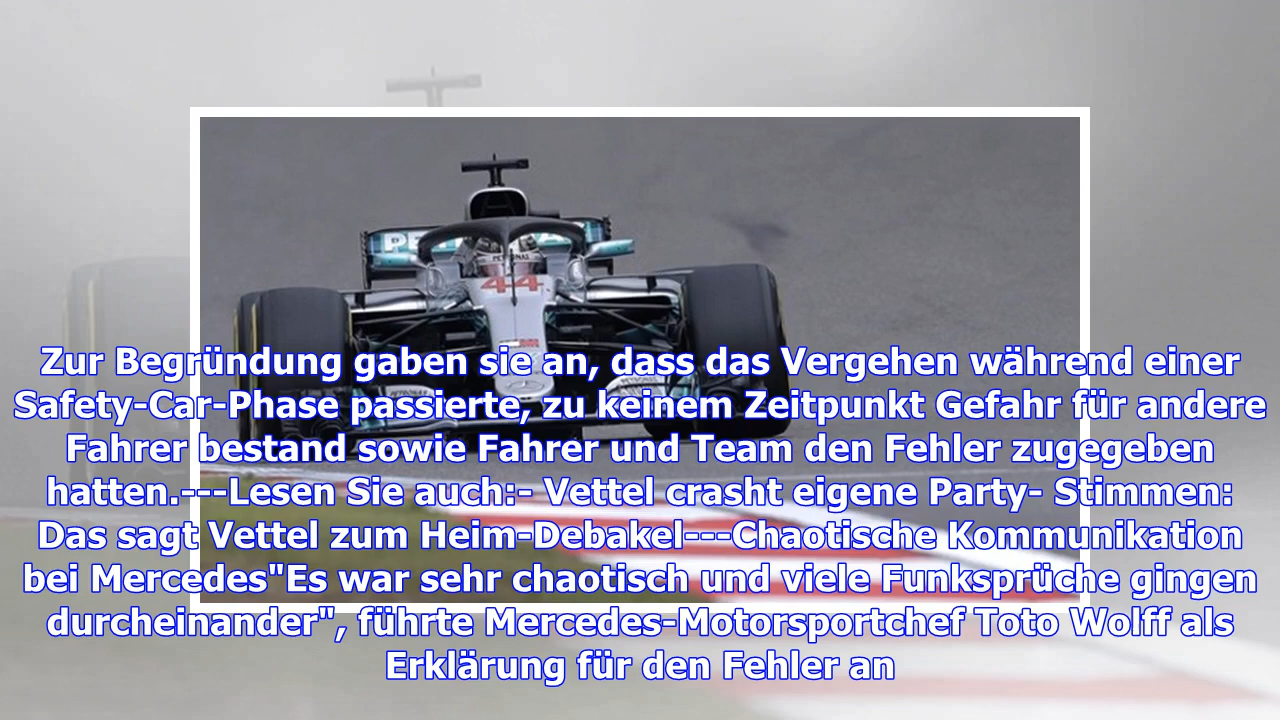 PETRONAS
44
Zur Begründung gaben sie an, dass das Vergehen während einer
Safety-Car-Phase passierte, zu keinem Zeitpunkt Gefahr für andere
Fahrer bestand sowie Fahrer und Team den Fehler zugegeben
hatten.---Lesen Sie auch:- Vettel crasht eigene Party- Stimmen:
Das sagt Vettel zum Heim-Debakel---Chaotische Kommunikation
bei Mercedes"Es war sehr chaotisch und viele Funksprüche gingen
durcheinander", führte Mercedes-Motorsportchef Toto Wolff als
Erklärung für den Fehler an